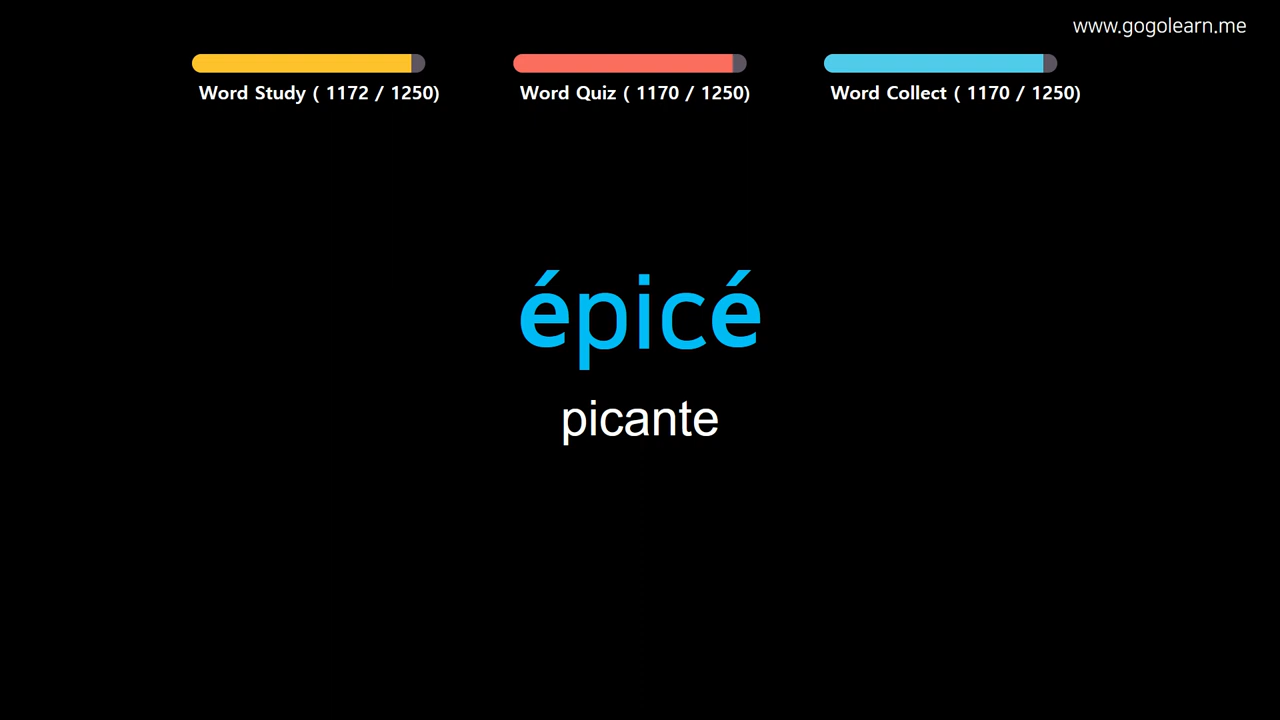 www.gogolearn.me
Word Study ( 1172 / 1250)
Word Quiz ( 1170 / 1250)
Word Collect ( 1170 / 1250)
épicé
picante